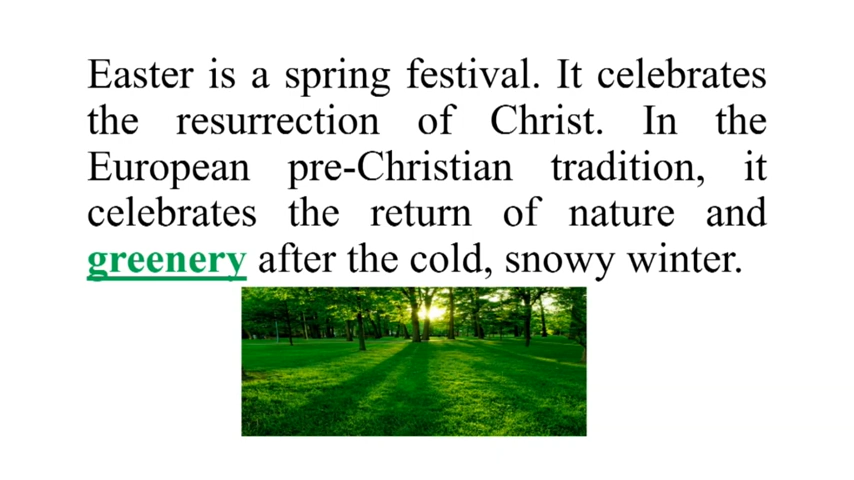 Easter is a spring festival. It celebrates
the resurrection of Christ. In the
European pre-Christian tradition, it
celebrates the return of nature and
greenery after the cold, snowy winter.